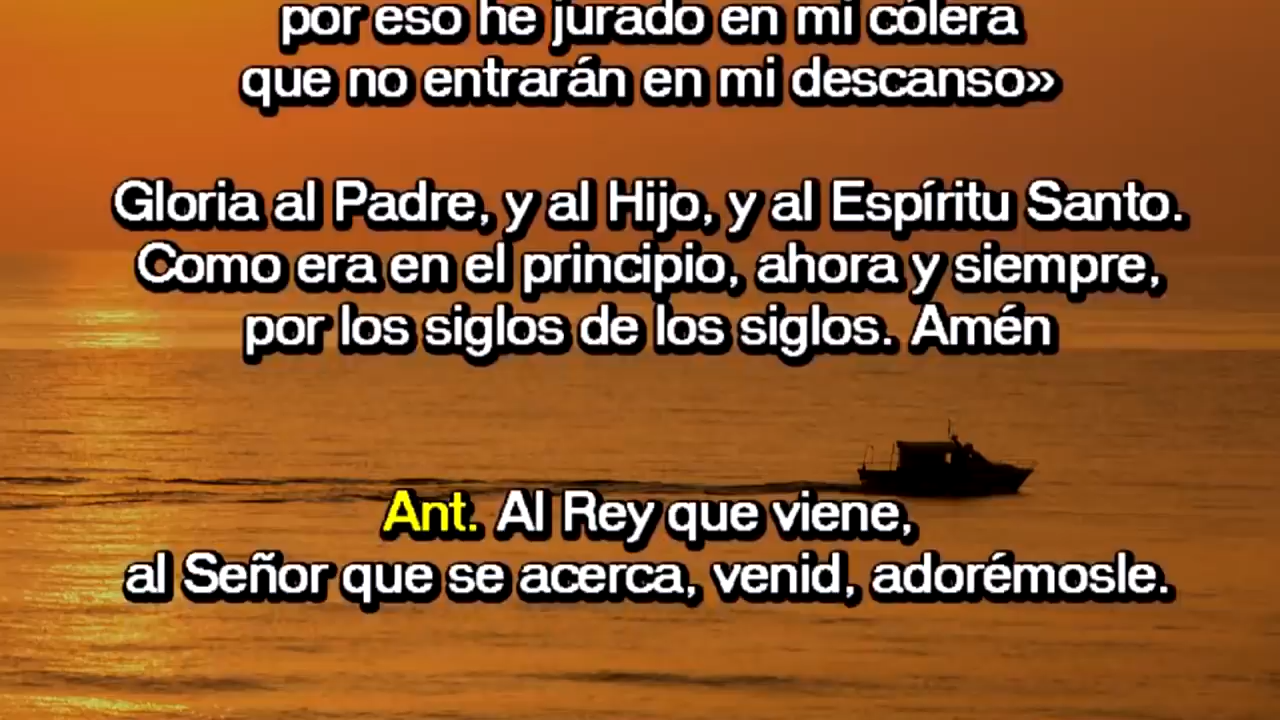 por eso he jurado en mi cólera
que no entrarán en mi descanso»
Gloria al Padre, y al Hijo, y al Espíritu Santo.
Como era en el principio, ahora y siempre,
por los siglos de los siglos. Amén
Ant. Al Rey que viene,
al Señor que se acerca, venid, adorémosle.